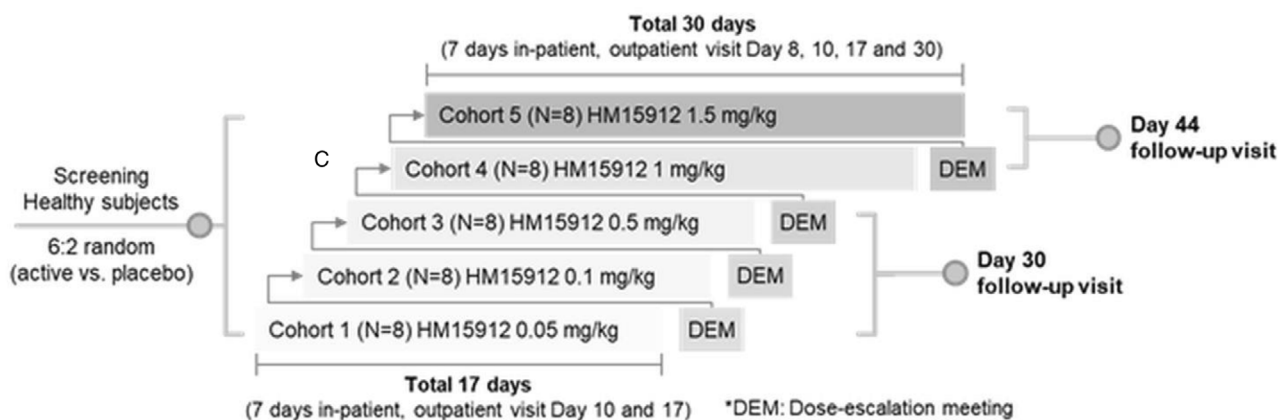 Total 30 days
(7 days in-patient, outpatient visit Day 8, 10, 17 and 30)
Cohort 5 (N=8) HM15912 1.5 mg/kg
Day 44
follow-up visit
C
Cohort 4 (N=8) HM15912 1 mg/kg
DEM
Screening
Healthy subjects
6:2 random
(active vs. placebo)
Cohort 3 (N=8) HM15912 0.5 mg/kg
DEM
Cohort 2 (N=8) HM15912 0.1 mg/kg
DEM
Day 30
follow-up visit
Cohort 1 (N=8) HM15912 0.05 mg/kg
DEM
Total 17 days
(7 days in-patient, outpatient visit Day 10 and 17)
*DEM: Dose-escalation meeting